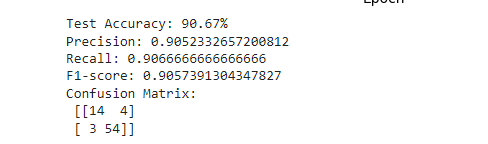 Epoch
Test Accuracy: 90.67%
Precision: 0.9052332657200812
Recall: 0.9066666666666666
F1-score: 0.9057391304347827
Confusion Matrix:
[[14 4]
[ 3 54]]